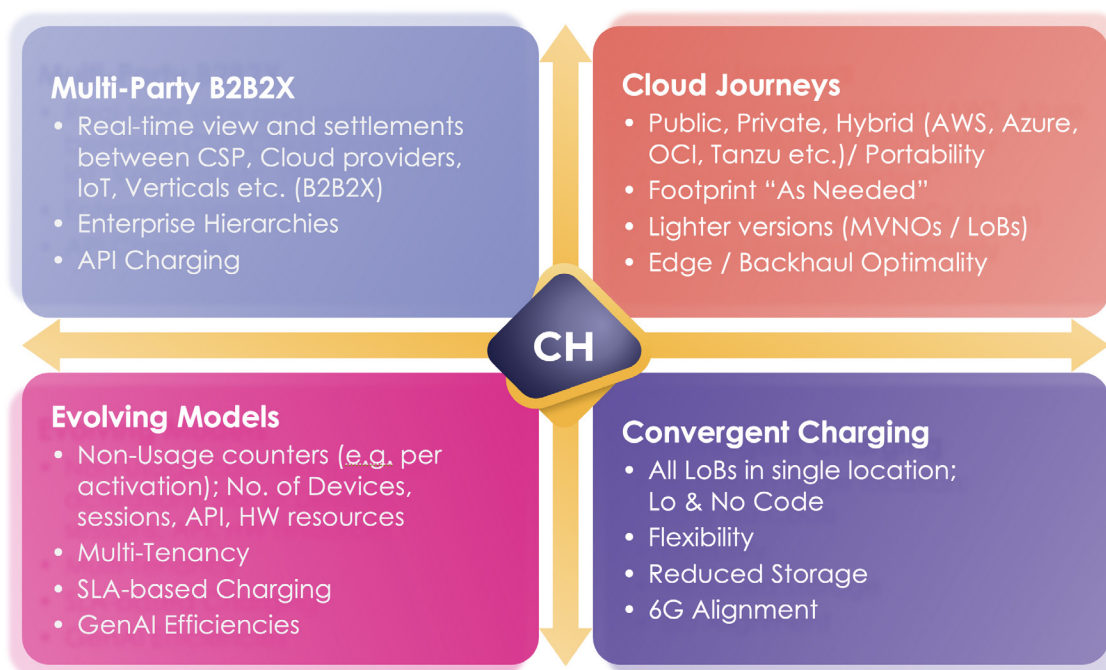 Multi-Party B2B2X
• Real-time view and settlements
between CSP, Cloud providers,
IoT, Verticals etc. (B2B2X)
• Enterprise Hierarchies
• API Charging
Cloud Journeys
• Public, Private, Hybrid (AWS, Azure,
OCI, Tanzu etc.)/ Portability
• Footprint “As Needed”
• Lighter versions (MVNOs / LoBs)
• Edge / Backhaul Optimality
CH
Evolving Models
• Non-Usage counters (e.g. per
activation); No. of Devices,
sessions, API, HW resources
• Multi-Tenancy
• SLA-based Charging
• GenAI Efficiencies
Convergent Charging
• All LoBs in single location;
Lo & No Code
• Flexibility
• Reduced Storage
• 6G Alignment